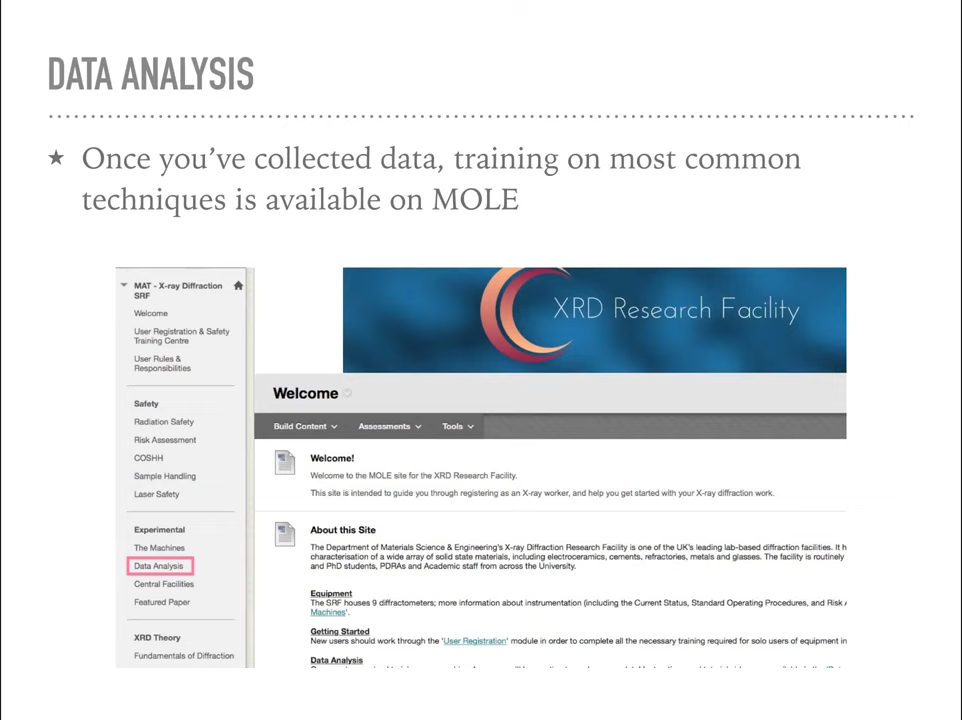 DATA ANALYSIS
★ Once you've collected data, training on most common
techniques is available on MOLE
MAT - X-ray Diffraction
SRF
Welcome
User Registration & Safety
Training Centre
User Rules &
Responsibilities
Safety
Radiation Safety
Risk Assessment
COSHH
Sample Handling
Laser Safety
Experimental
The Machines
Data Analysis
Central Facilities
Featured Paper
XRD Theory
Fundamentals of Diffraction
XRD Research Facility
Welcome
Build Content Assessments Tools
Welcome!
Welcome to the MOLE site for the XRD Research Facility.
This site is intended to guide you through registering as an X-ray worker, and help you get started with your X-ray diffraction work.
About this Site
The Department of Materials Science & Engineering's X-ray Diffraction Research Facility is one of the UK's leading lab-based diffraction facilities. It h
characterisation of a wide array of solid state materials, including electroceramics, cements, refractories, metals and glasses. The facility is routinely
and PhD students, PDRAs and Academic staff from across the University.
Equipment
The SRF houses 9 diffractometers; more information about instrumentation (including the Current Status, Standard Operating Procedures, and Risk
Machines'.
Getting Started
New users should work through the 'User Registration' module in order to complete all the necessary training required for solo users of equipment in
Data Analysis